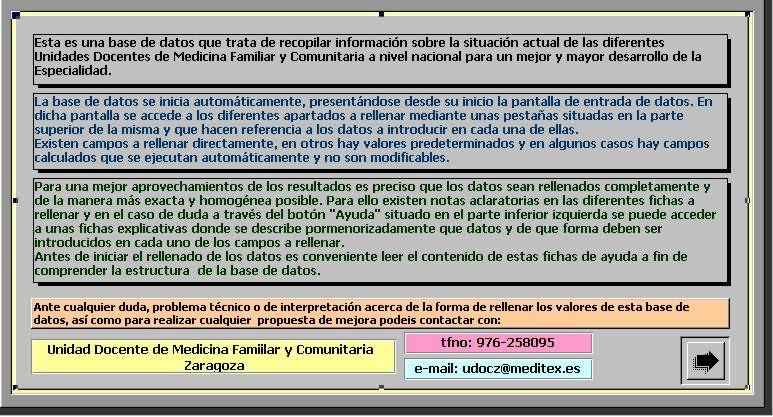 Esta es una base de datos que trata de recopilar información sobre la situación actual de las diferentes
Unidades Docentes de Medicina Familiar y Comunitaria a nivel nacional para un mejor y mayor desarrollo de la
Especialidad.
La base de datos se inicia automáticamente, presentándose desde su inicio la pantalla de entrada de datos. En
dicha pantalla se accede a los diferentes apartados a rellenar mediante unas pestañas situadas en la parte
superior de la misma y que hacen referencia a los datos a introducir en cada una de ellas.
Existen campos a rellenar directamente, en otros hay valores predeterminados y en algunos casos hay campos
calculados que se ejecutan automáticamente y no son modificables.
Para una mejor aprovechamientos de los resultados es preciso que los datos sean rellenados completamente y
de la manera más exacta y homogénea posible. Para ello existen notas aclaratorias en las diferentes fichas a
rellenar y en el caso de duda a través del botón "Ayuda" situado en el parte inferior izquierda se puede acceder
a unas fichas explicativas donde se describe pormenorizadamente que datos y de que forma deben ser
introducidos en cada uno de los campos a rellenar.
Antes de iniciar el rellenado de los datos es conveniente leer el contenido de estas fichas de ayuda a fin de
comprender la estructura  de la base de datos.
Ante cualquier duda, problema técnico o de interpretación acerca de la forma de rellenar los valores de esta base de
datos, así como para realizar cualquier  propuesta de mejora podeis contactar con:
Unidad Docente de Medicina Famiilar y Comunitaria
Zaragoza
tfno: 976-258095
e-mail: udocz@meditex.es